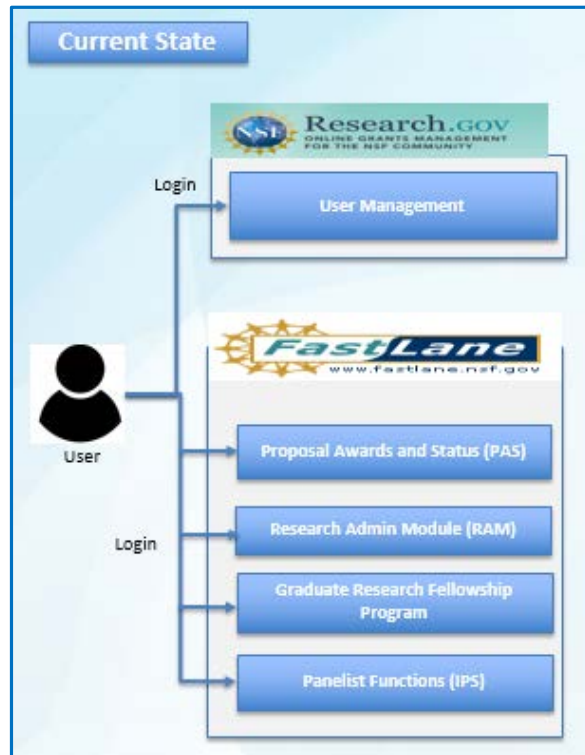 Current State
NSF
Research.GOV
ONLINE GRANTS MANAGEMENT
FOR THE NSF COMMUNITY
Login
User Management
FastLane
www.fastlane.nsf.gov
User
Proposal Awards and Status (PAS)
Login
Research Admin Module (RAM)
Graduate Research Fellowship
Program
Panelist Functions (IPS)